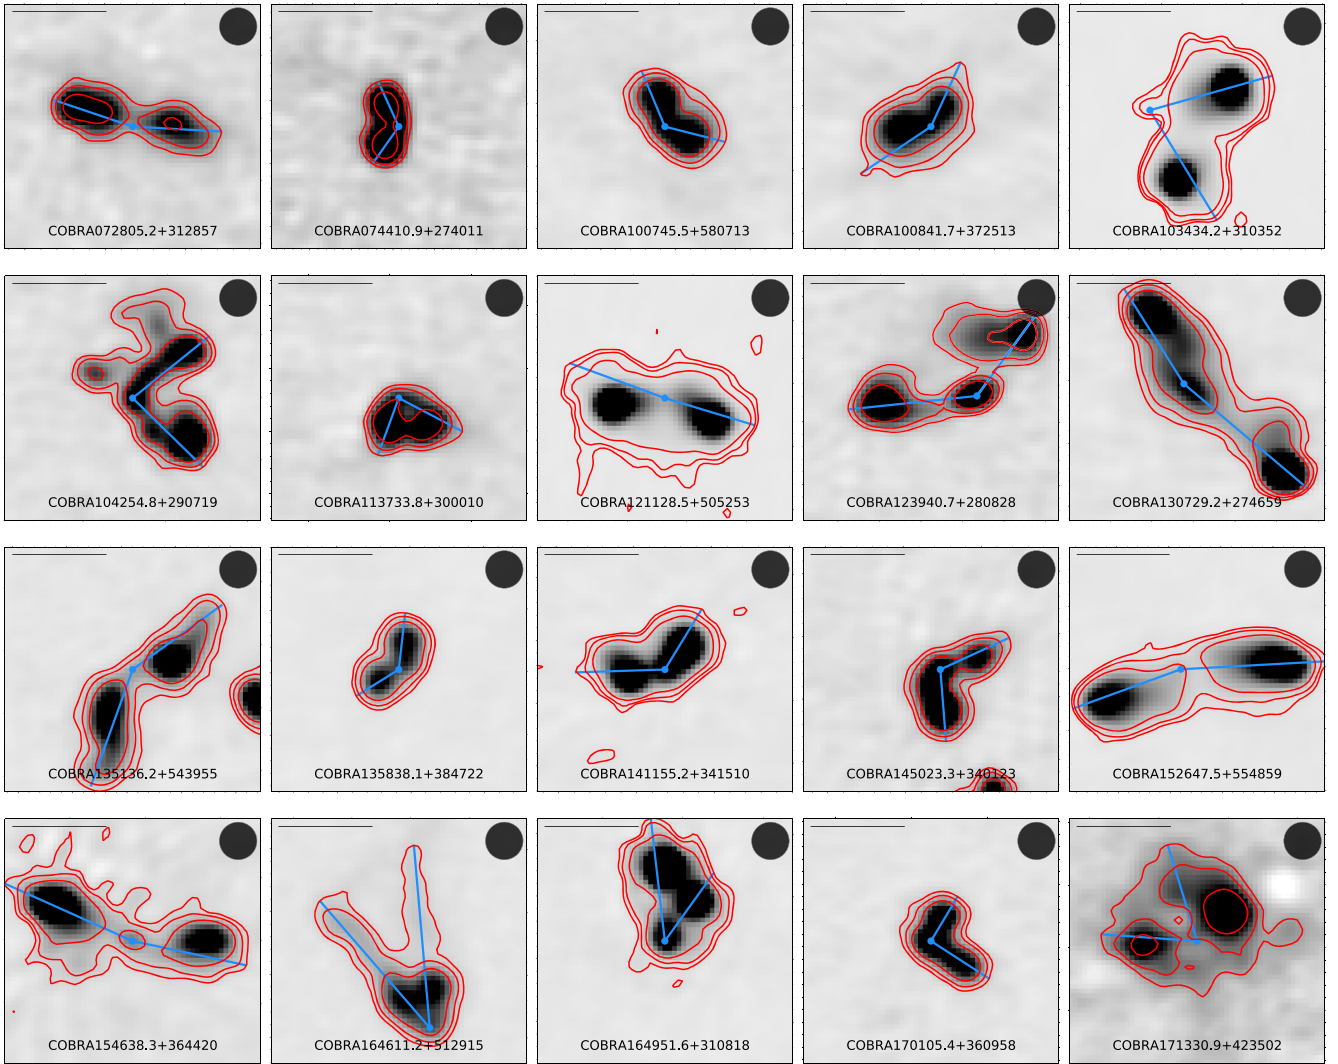 COBRA072805.2+312857
COBRA074410.9+274011
COBRA100745.5+580713
COBRA100841.7+372513
COBRA103434.2+310352
COBRA104254.8+290719
COBRA113733.8+300010
COBRA121128.5+505253
COBRA123940.7+280828
COBRA130729.2+274659
COBRA135136.2+543955
COBRA135838.1+384722
COBRA141155.2+341510
COBRA145023.3+340123
COBRA152647.5+554859
COBRA154638.3+364420
COBRA164611.2+512915
COBRA164951.6+310818
COBRA170105.4+360958
COBRA171330.9+423502